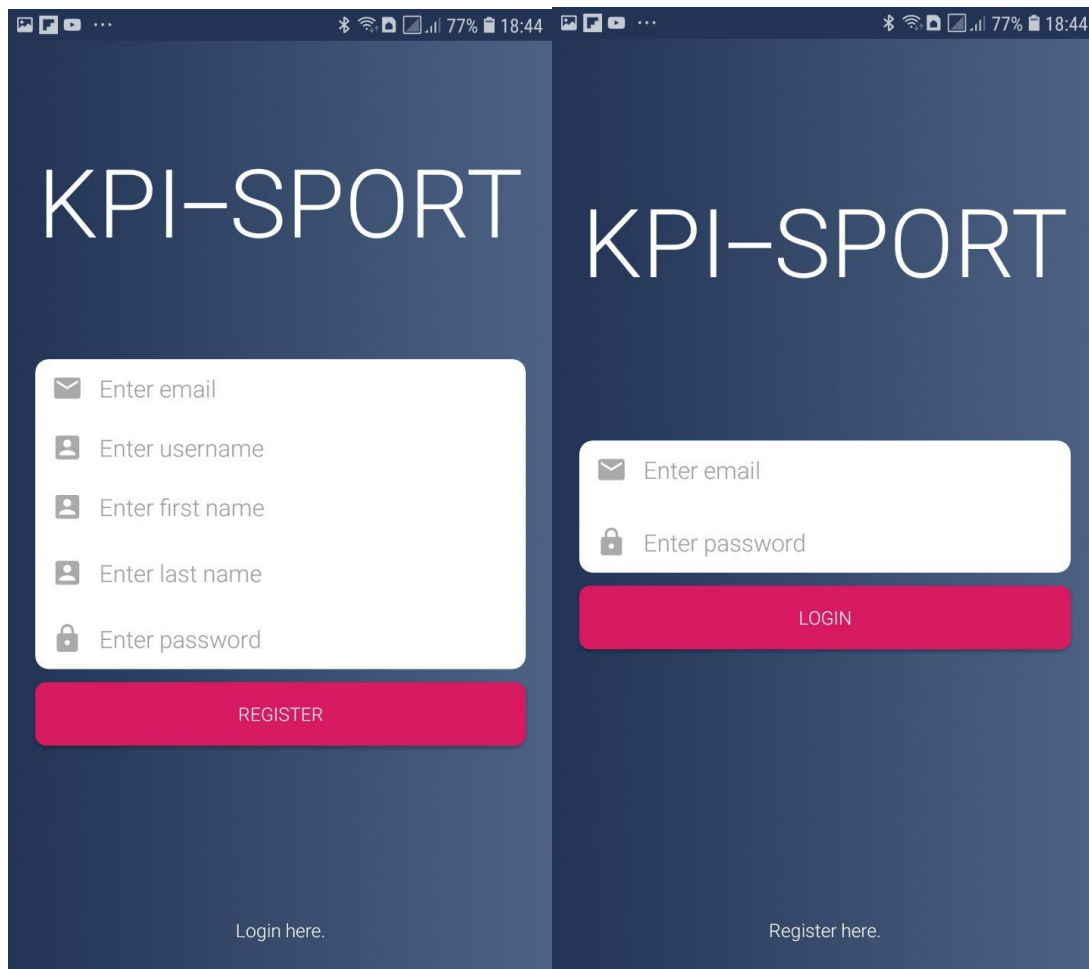 77% 18:44
KPI–SPORT
Enter email
Enter username
Enter first name
Enter last name
Enter password
REGISTER
Login here.
77% 18:44
KPI–SPORT
Enter email
Enter password
LOGIN
Register here.